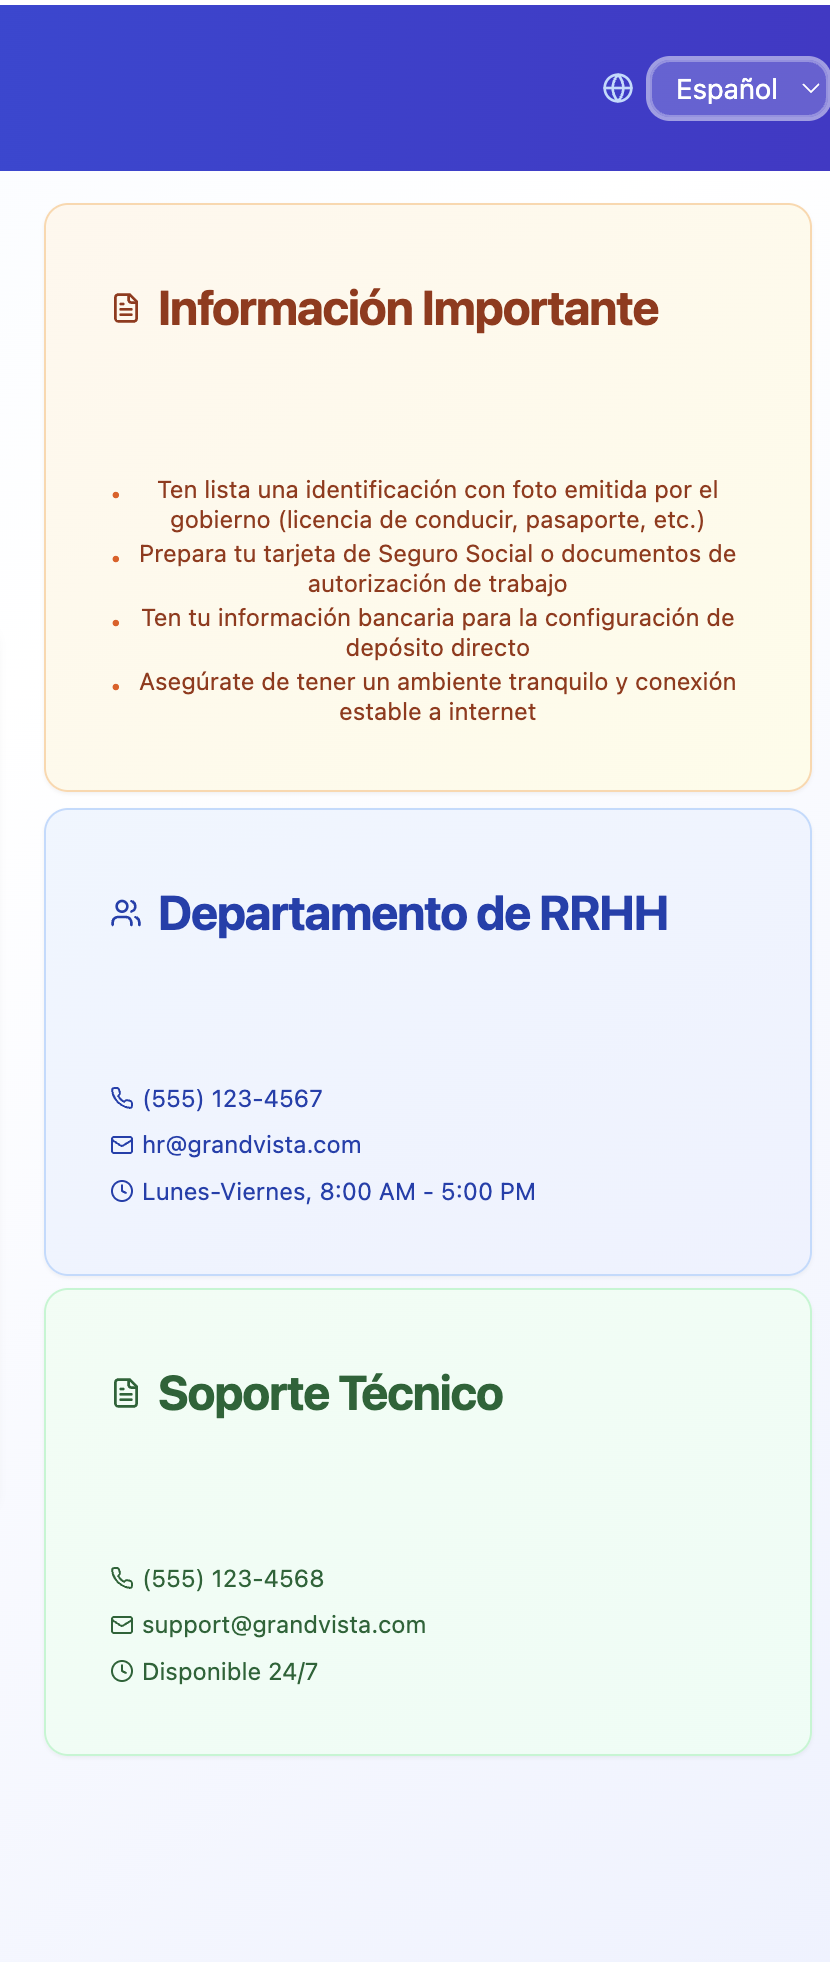 Español
Información Importante
• Ten lista una identificación con foto emitida por el
gobierno (licencia de conducir, pasaporte, etc.)
• Prepara tu tarjeta de Seguro Social o documentos de
autorización de trabajo
• Ten tu información bancaria para la configuración de
depósito directo
• Asegúrate de tener un ambiente tranquilo y conexión
estable a internet
Departamento de RRHH
(555) 123-4567
hr@grandvista.com
Lunes-Viernes, 8:00 AM - 5:00 PM
Soporte Técnico
(555) 123-4568
support@grandvista.com
Disponible 24/7